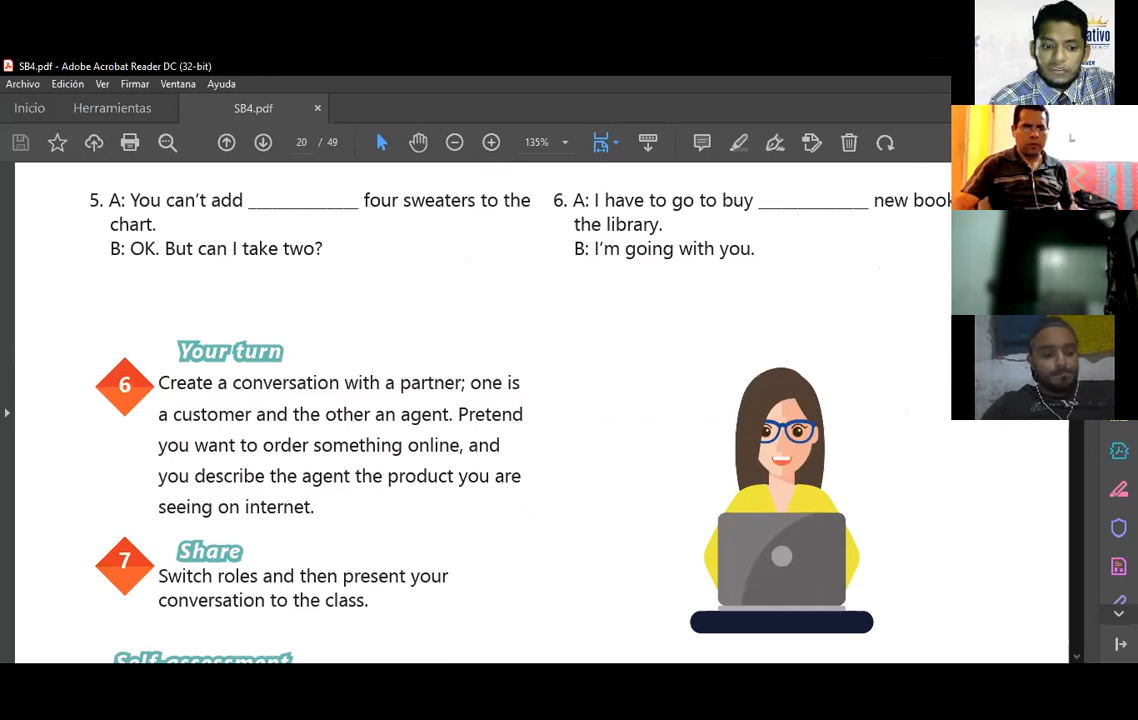 SB4.pdf - Adobe Acrobat Reader DC (32-bit)
Archivo Edición Ver Firmar Ventana Ayuda
Inicio Herramientas SB4.pdf ×
20 / 49 135%
5. A: You can't add ____________ four sweaters to the
chart.
B: OK. But can I take two?
6. A: I have to go to buy ____________ new book
the library.
B: I'm going with you.
Your turn
6
Create a conversation with a partner; one is
a customer and the other an agent. Pretend
you want to order something online, and
you describe the agent the product you are
seeing on internet.
7
Share
Switch roles and then present your
conversation to the class.
Self-assessment